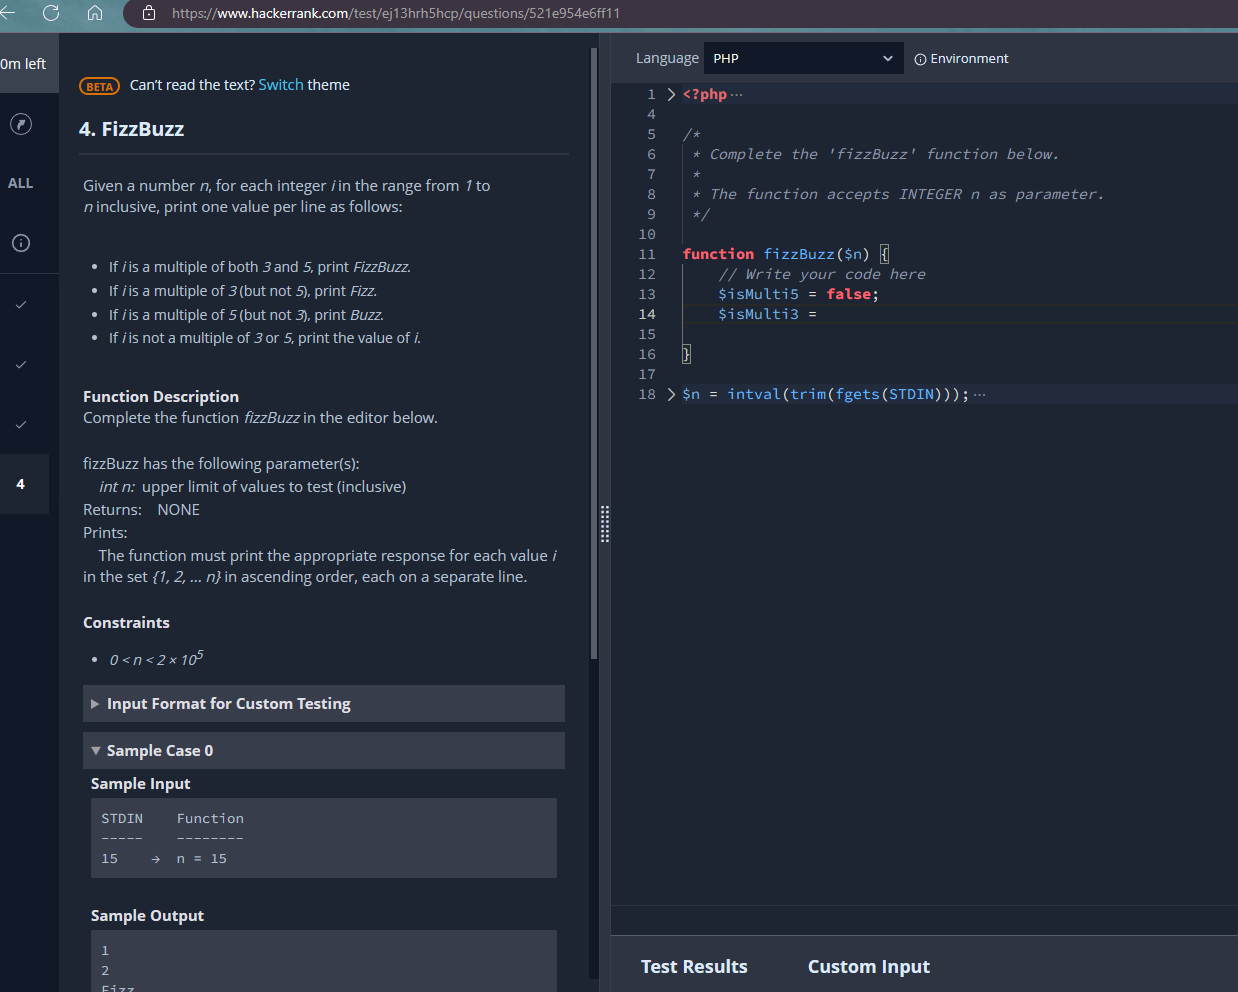 https://www.hackerrank.com/test/ej13hrh5hcp/questions/521e954e6ff11
0m left
ALL
4
BETA Can't read the text? Switch theme
4. FizzBuzz
Given a number n, for each integer i in the range from 1 to
n inclusive, print one value per line as follows:
• If i is a multiple of both 3 and 5, print FizzBuzz.
• If i is a multiple of 3 (but not 5), print Fizz.
• If i is a multiple of 5 (but not 3), print Buzz.
• If i is not a multiple of 3 or 5, print the value of i.
Function Description
Complete the function fizzBuzz in the editor below.
fizzBuzz has the following parameter(s):
int n: upper limit of values to test (inclusive)
Returns: NONE
Prints:
The function must print the appropriate response for each value i
in the set {1, 2, ... n} in ascending order, each on a separate line.
Constraints
• 0 < n < 2 × 10⁵
Input Format for Custom Testing
Sample Case 0
Sample Input
STDIN Function
----- --------
15 → n = 15
Sample Output
1
2
Fizz
Language PHP Environment
1 <?php ...
4
5 /*
6 * Complete the 'fizzBuzz' function below.
7 *
8 * The function accepts INTEGER n as parameter.
9 */
10
11 function fizzBuzz($n) {
12 // Write your code here
13 $isMulti5 = false;
14 $isMulti3 =
15
16 }
17
18 $n = intval(trim(fgets(STDIN))); ...
Test Results Custom Input